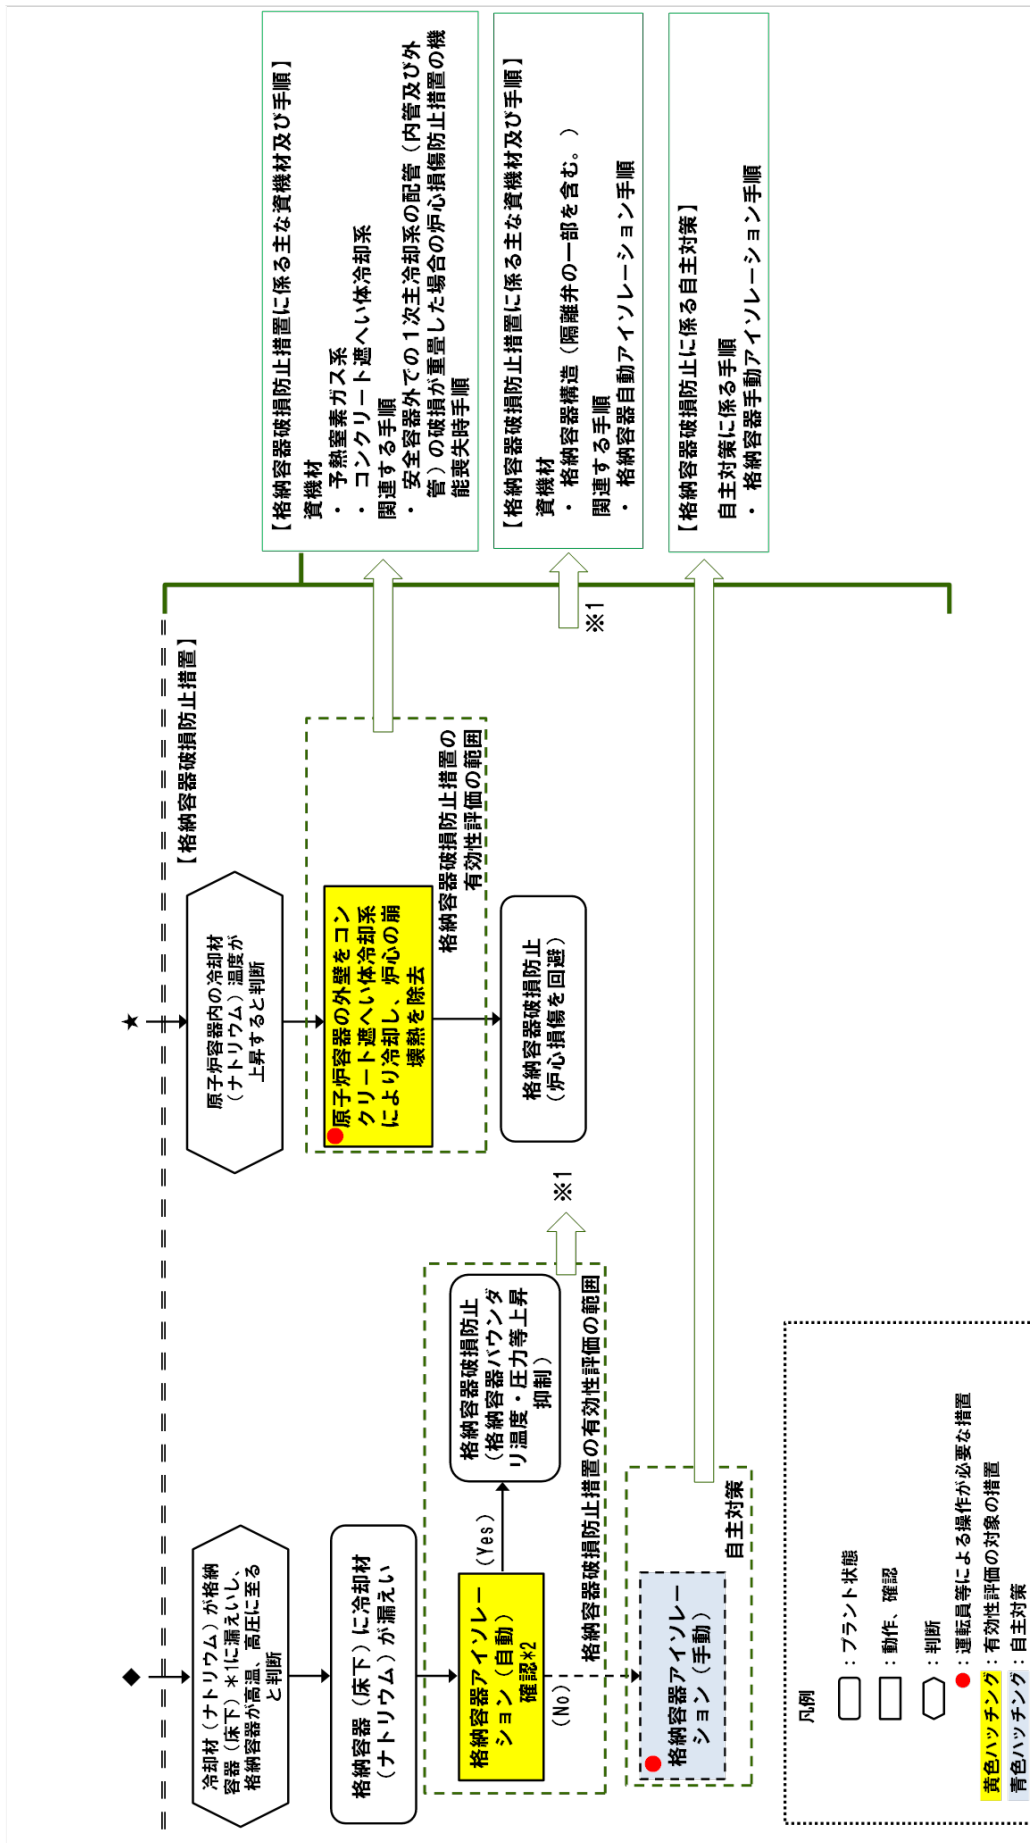 ◆
★
【格納容器破損防止措置】
冷却材(ナトリウム)が格納
容器(床下)*1に漏えいし、
格納容器が高温、高圧に至る
と判断
格納容器(床下)に冷却材
(ナトリウム)が漏えい
格納容器アイソレー
ション(自動)
確認*2
(Yes)
(No)
格納容器破損防止
(格納容器バウンダ
リ温度・圧力等上昇
抑制)
格納容器破損防止措置の有効性評価の範囲
※1
格納容器アイソレー
ション(手動)
自主対策
原子炉容器内の冷却材
(ナトリウム)温度が
上昇すると判断
原子炉容器の外壁をコン
クリート遮へい体冷却系
により冷却し、炉心の崩
壊熱を除去
格納容器破損防止措置の
有効性評価の範囲
格納容器破損防止
(炉心損傷を回避)
※1
【格納容器破損防止措置に係る主な資機材及び手順】
資機材
・ 予熱窒素ガス系
・ コンクリート遮へい体冷却系
関連する手順
・ 安全容器外での1次主冷却系の配管(内管及び外
管)の破損が重畳した場合の炉心損傷防止措置の機
能喪失時手順
【格納容器破損防止措置に係る主な資機材及び手順】
資機材
・ 格納容器構造(隔離弁の一部を含む。)
関連する手順
・ 格納容器自動アイソレーション手順
【格納容器破損防止に係る自主対策】
自主対策に係る手順
・ 格納容器手動アイソレーション手順
凡例
:プラント状態
:動作、確認
:判断
●:運転員等による操作が必要な措置
黄色ハッチング:有効性評価の対象の措置
青色ハッチング:自主対策